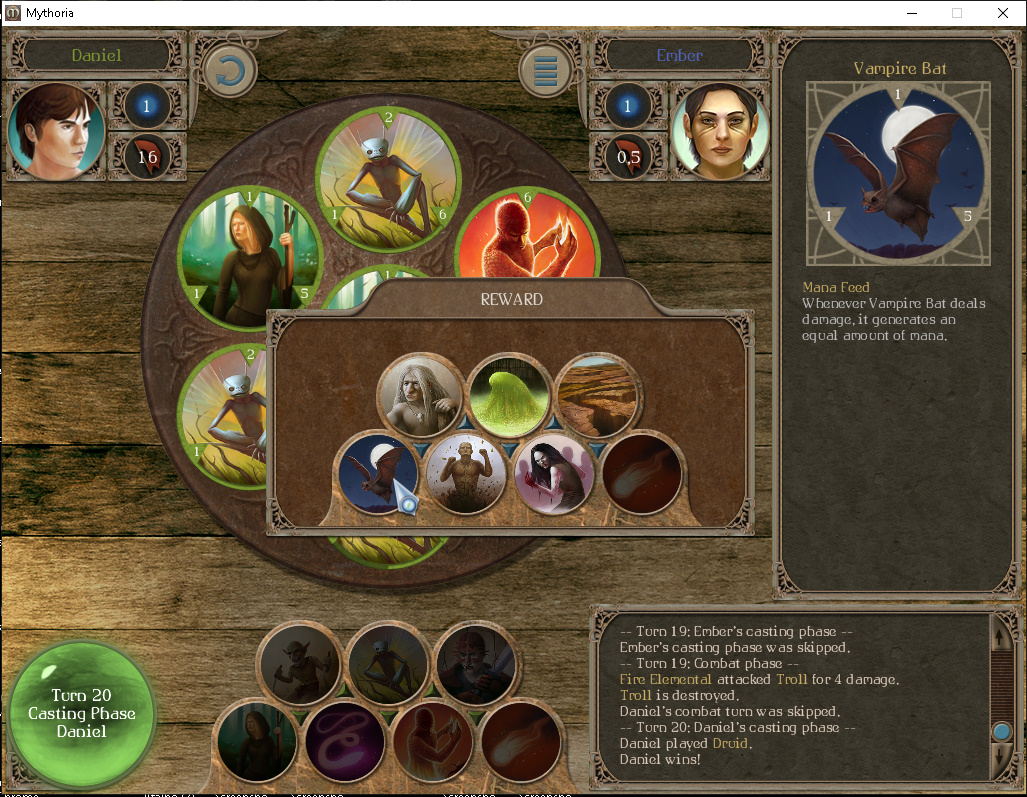 Mythoria
Daniel
1
16
Ember
1
0.5
Vampire Bat
1
1
5
Mana Feed
Whenever Vampire Bat deals
damage, it generates an
equal amount of mana.
2
1
6
1
1
5
6
1
2
1
REWARD
Turn 20
Casting Phase
Daniel
-- Turn 19: Ember's casting phase --
Ember's casting phase was skipped.
-- Turn 19: Combat phase --
Fire Elemental attacked Troll for 4 damage.
Troll is destroyed.
Daniel's combat turn was skipped.
-- Turn 20: Daniel's casting phase --
Daniel played Druid.
Daniel wins!